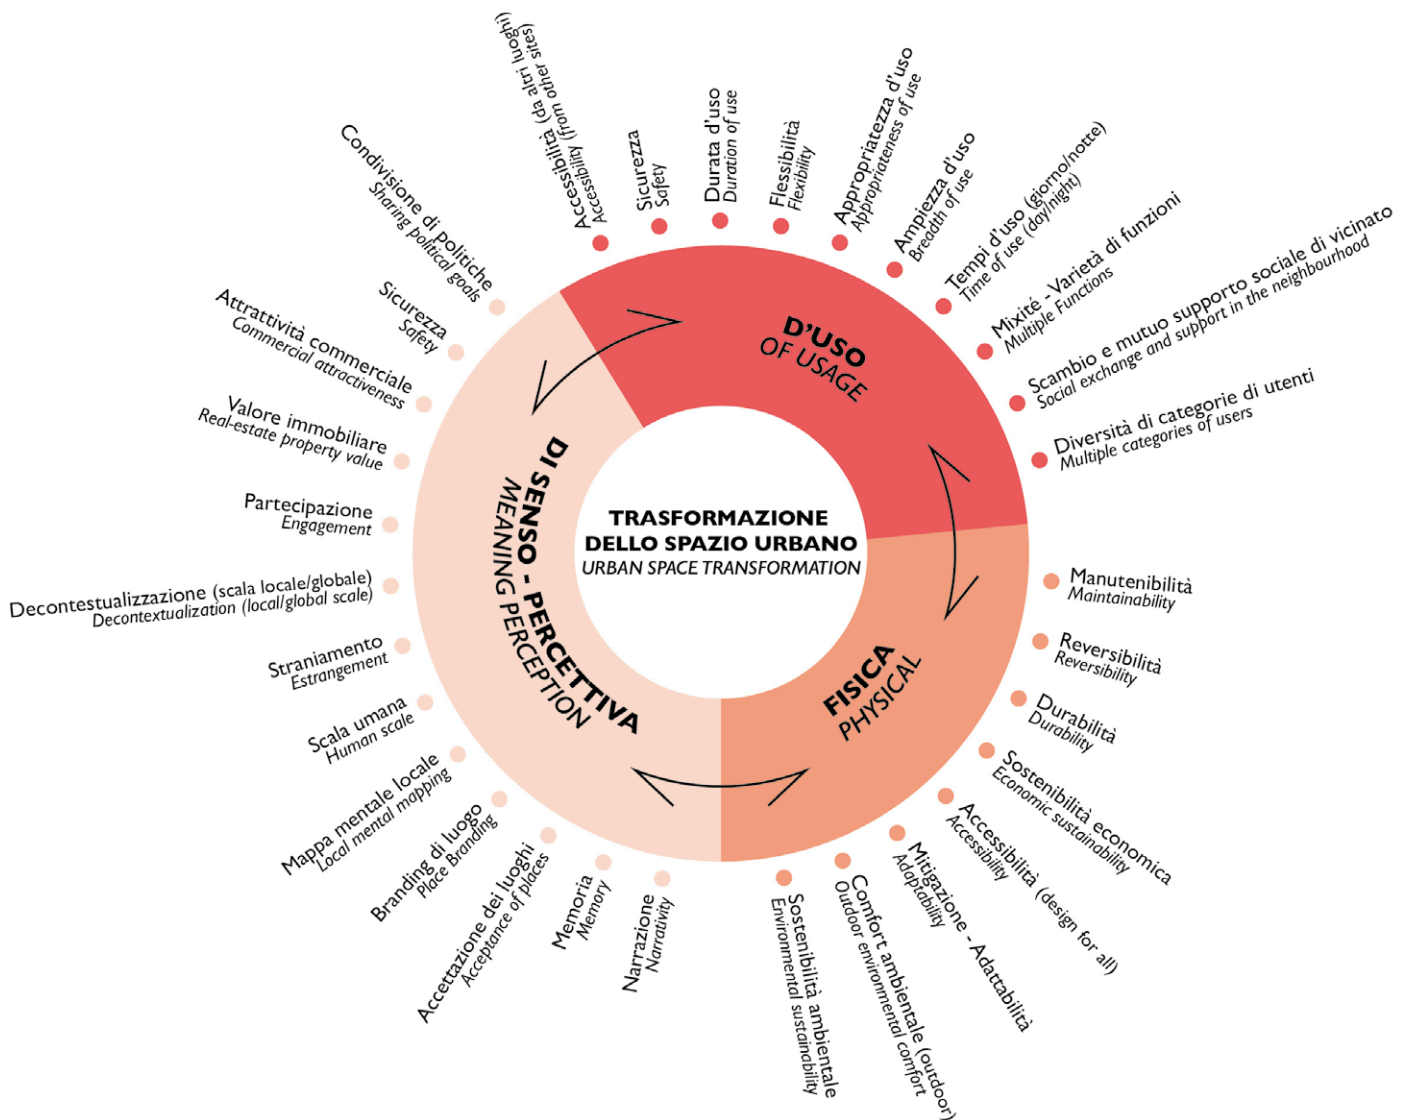 TRASFORMAZIONE
DELLO SPAZIO URBANO
URBAN SPACE TRANSFORMATION
D'USO
OF USAGE
Accessibilità (da altri luoghi)
Accessibility (from other sites)
Sicurezza
Safety
Durata d'uso
Duration of use
Flessibilità
Flexibility
Appropriatezza d'uso
Appropriateness of use
Ampiezza d'uso
Breadth of use
Tempi d'uso (giorno/notte)
Time of use (day/night)
Mixité - Varietà di funzioni
Multiple Functions
Scambio e mutuo supporto sociale di vicinato
Social exchange and support in the neighbourhood
Diversità di categorie di utenti
Multiple categories of users
FISICA
PHYSICAL
Manutenibilità
Maintainability
Reversibilità
Reversibility
Durabilità
Durability
Sostenibilità economica
Economic sustainability
Accessibilità (design for all)
Accessibility
Mitigazione - Adattabilità
Adaptability
Comfort ambientale (outdoor)
Outdoor environmental comfort
Sostenibilità ambientale
Environmental sustainability
DI SENSO - PERCETTIVA
MEANING PERCEPTION
Narrazione
Narrativity
Memoria
Memory
Accettazione dei luoghi
Acceptance of places
Branding di luogo
Place Branding
Mappa mentale locale
Local mental mapping
Scala umana
Human scale
Straniamento
Estrangement
Decontestualizzazione (scala locale/globale)
Decontextualization (local/global scale)
Partecipazione
Engagement
Valore immobiliare
Real-estate property value
Attrattività commerciale
Commercial attractiveness
Sicurezza
Safety
Condivisione di politiche
Sharing political goals